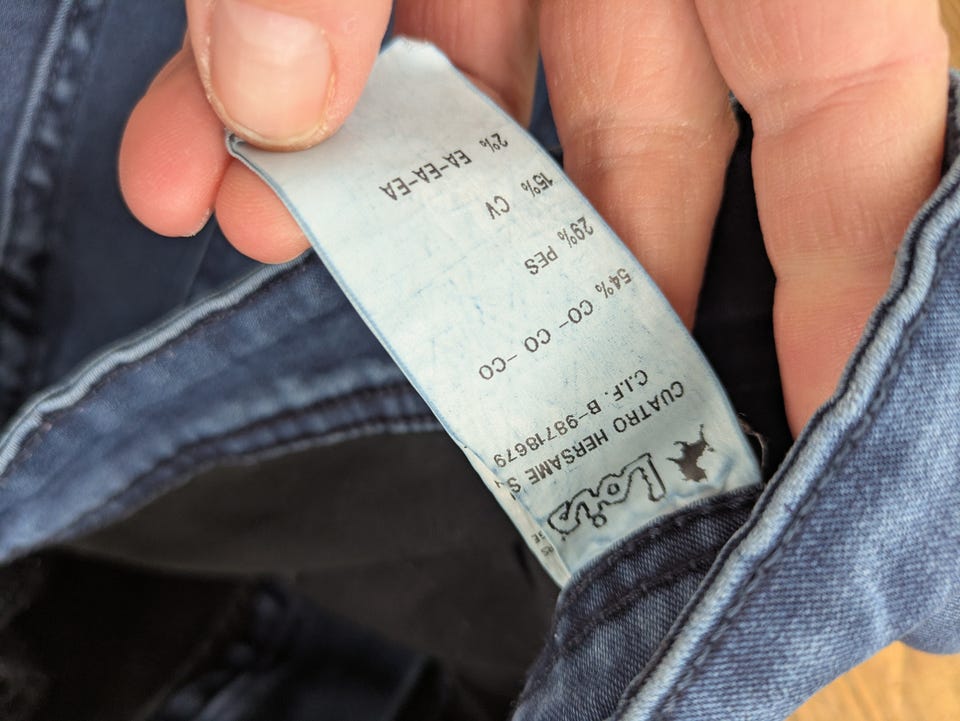 Lois
CUATRO HERSAME S
C.I.F. B-98718679
54% CO- CO -CO
29% PES
15% CV
2% EA-EA-EA